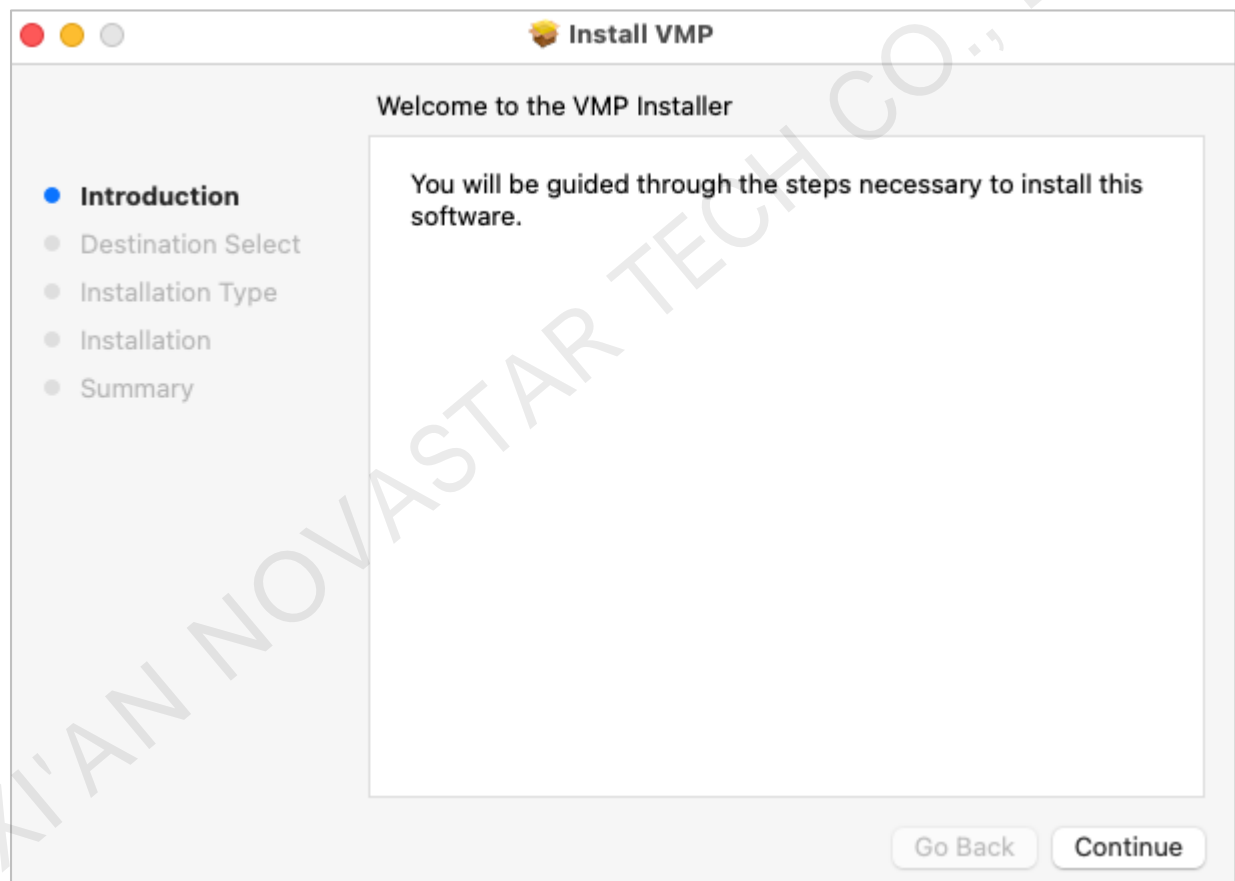 Install VMP
Welcome to the VMP Installer
Introduction
Destination Select
Installation Type
Installation
Summary
You will be guided through the steps necessary to install this
software.
Go Back
Continue
XI'AN NOVASTAR TECH CO.,